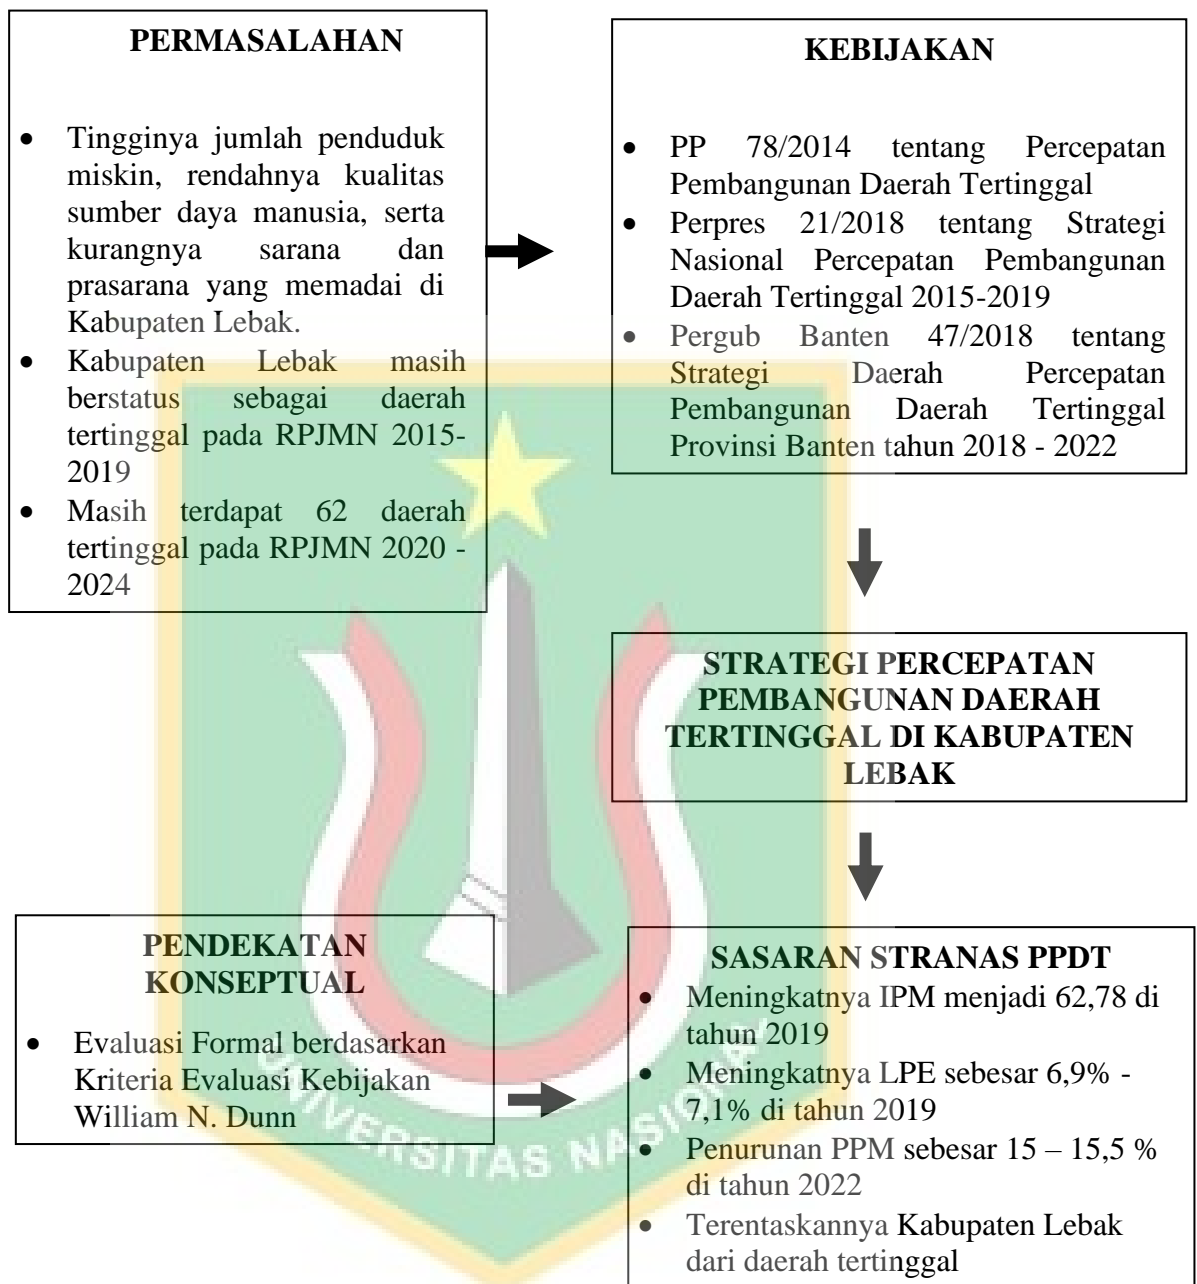 PERMASALAHAN
• Tingginya jumlah penduduk
miskin, rendahnya kualitas
sumber daya manusia, serta
kurangnya sarana dan
prasarana yang memadai di
Kabupaten Lebak.
• Kabupaten Lebak masih
berstatus sebagai daerah
tertinggal pada RPJMN 2015-
2019
• Masih terdapat 62 daerah
tertinggal pada RPJMN 2020 -
2024
KEBIJAKAN
• PP 78/2014 tentang Percepatan
Pembangunan Daerah Tertinggal
• Perpres 21/2018 tentang Strategi
Nasional Percepatan Pembangunan
Daerah Tertinggal 2015-2019
• Pergub Banten 47/2018 tentang
Strategi Daerah Percepatan
Pembangunan Daerah Tertinggal
Provinsi Banten tahun 2018 - 2022
STRATEGI PERCEPATAN
PEMBANGUNAN DAERAH
TERTINGGAL DI KABUPATEN
LEBAK
PENDEKATAN
KONSEPTUAL
• Evaluasi Formal berdasarkan
Kriteria Evaluasi Kebijakan
William N. Dunn
SASARAN STRANAS PPDT
• Meningkatnya IPM menjadi 62,78 di
tahun 2019
• Meningkatnya LPE sebesar 6,9% -
7,1% di tahun 2019
• Penurunan PPM sebesar 15 – 15,5 %
di tahun 2022
• Terentaskannya Kabupaten Lebak
dari daerah tertinggal
UNIVERSITAS NASIONAL